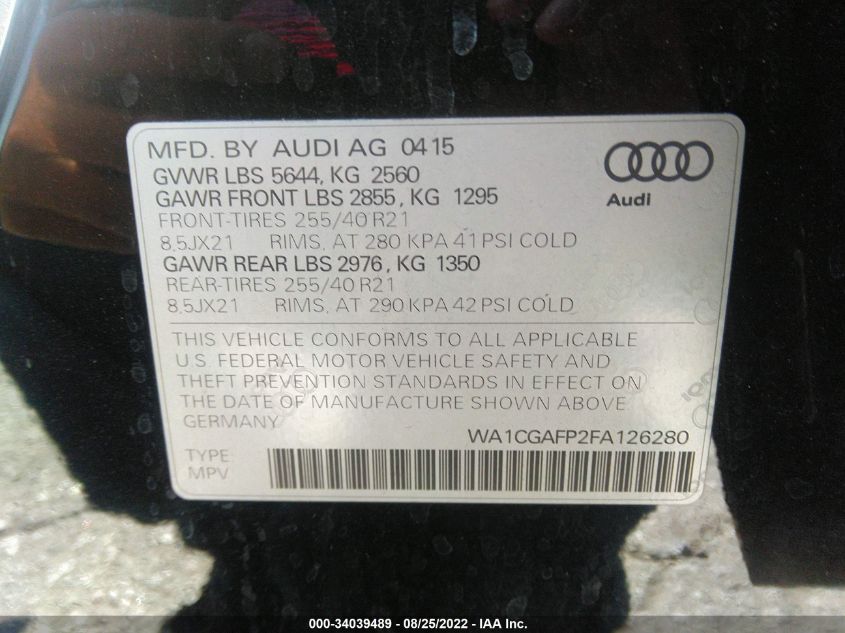 MFD. BY AUDI AG 0415
GVWR LBS 5644, KG 2560
GAWR FRONT LBS 2855, KG 1295
FRONT-TIRES 255/40 R21
8,5JX21 RIMS, AT 280 KPA 41 PSI COLD
GAWR REAR LBS 2976, KG 1350
REAR-TIRES 255/40 R21
8,5JX21 RIMS, AT 290 KPA 42 PSI COLD
Audi
THIS VEHICLE CONFORMS TO ALL APPLICABLE
U.S. FEDERAL MOTOR VEHICLE SAFETY AND
THEFT PREVENTION STANDARDS IN EFFECT ON
THE DATE OF MANUFACTURE SHOWN ABOVE.
GERMANY
WA1CGAFP2FA126280
TYPE:
MPV
000-34039489 - 08/25/2022 - IAA Inc.